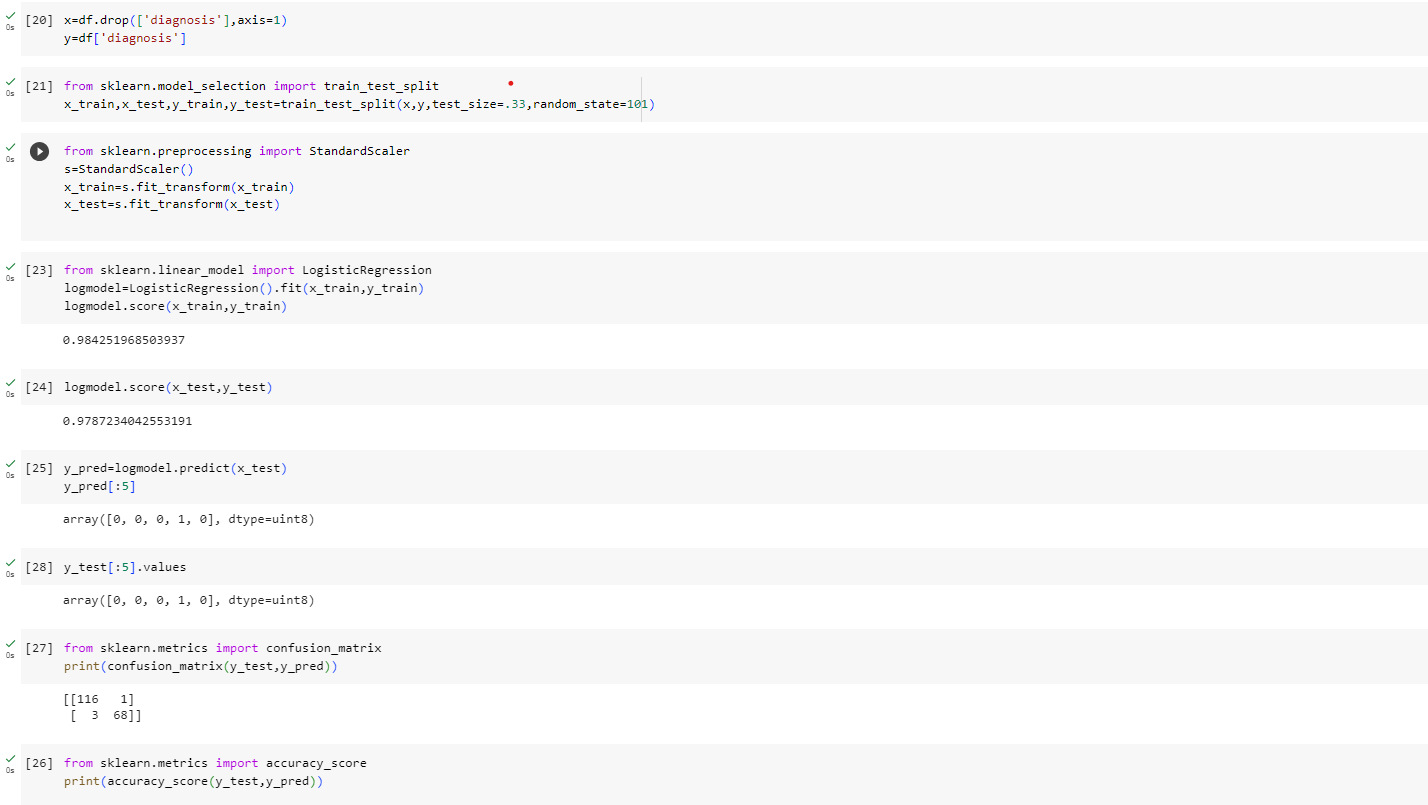 [20] x=df.drop(['diagnosis'],axis=1)
y=df['diagnosis']
0s
[21] from sklearn.model_selection import train_test_split
x_train,x_test,y_train,y_test=train_test_split(x,y,test_size=.33,random_state=101)
0s
from sklearn.preprocessing import StandardScaler
0s
s=StandardScaler()
x_train=s.fit_transform(x_train)
x_test=s.fit_transform(x_test)
[23] from sklearn.linear_model import LogisticRegression
0s
logmodel=LogisticRegression().fit(x_train,y_train)
logmodel.score(x_train,y_train)
0.984251968503937
[24] logmodel.score(x_test,y_test)
0s
0.9787234042553191
[25] y_pred=logmodel.predict(x_test)
0s
y_pred[:5]
array([0, 0, 0, 1, 0], dtype=uint8)
[28] y_test[:5].values
0s
array([0, 0, 0, 1, 0], dtype=uint8)
[27] from sklearn.metrics import confusion_matrix
0s
print(confusion_matrix(y_test,y_pred))
[[116   1]
 [  3  68]]
[26] from sklearn.metrics import accuracy_score
0s
print(accuracy_score(y_test,y_pred))